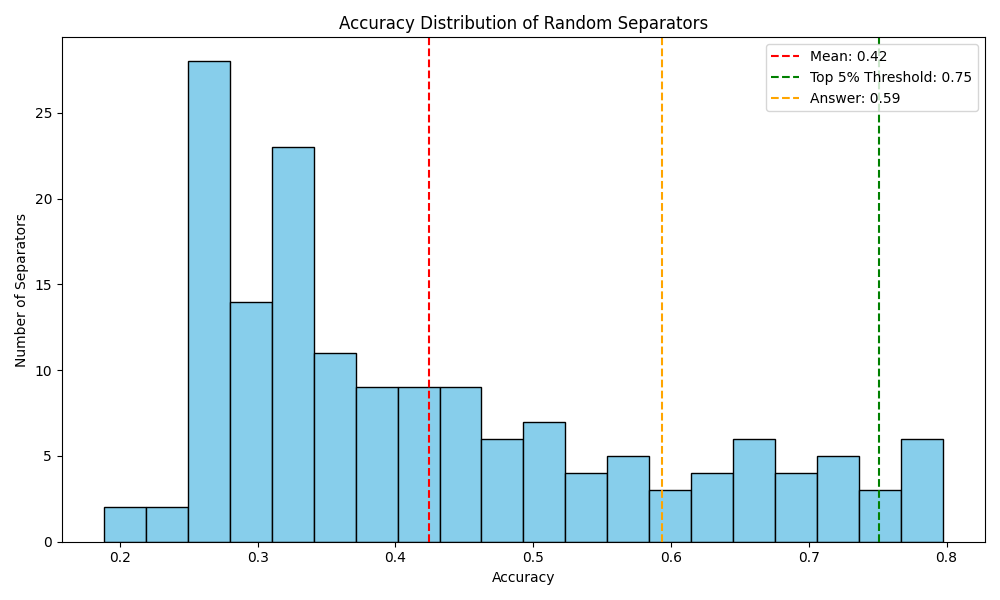 Accuracy Distribution of Random Separators
Mean: 0.42
Top 5% Threshold: 0.75
Answer: 0.59
Number of Separators
25
20
15
10
5
0
0.2 0.3 0.4 0.5 0.6 0.7 0.8
Accuracy